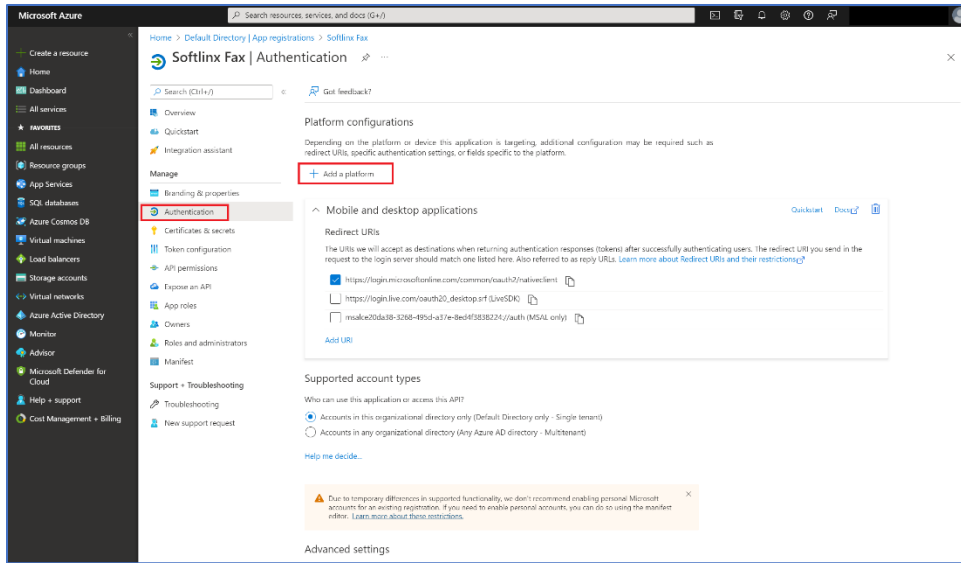 Microsoft Azure
Search resources, services, and docs (G+/)
Home > Default Directory | App registrations > Softlinx Fax
Softlinx Fax | Authentication
Create a resource
Home
Dashboard
All services
FAVORITES
All resources
Resource groups
App Services
SQL databases
Azure Cosmos DB
Virtual machines
Load balancers
Storage accounts
Virtual networks
Azure Active Directory
Monitor
Advisor
Microsoft Defender for
Cloud
Help + support
Cost Management + Billing
Search (Ctrl+/)
Overview
Quickstart
Integration assistant
Manage
Branding & properties
Authentication
Certificates & secrets
Token configuration
API permissions
Expose an API
App roles
Owners
Roles and administrators
Manifest
Support + Troubleshooting
Troubleshooting
New support request
Got feedback?
Platform configurations
Depending on the platform or device this application is targeting, additional configuration may be required such as
redirect URIs, specific authentication settings, or fields specific to the platform.
Add a platform
Mobile and desktop applications
Quickstart Docs
Redirect URIs
The URIs we will accept as destinations when returning authentication responses (tokens) after successfully authenticating users. The redirect URI you send in the
request to the login server should match one listed here. Also referred to as reply URLs. Learn more about Redirect URIs and their restrictions
https://login.microsoftonline.com/common/oauth2/nativeclient
https://login.live.com/oauth20_desktop.srf (LiveSDK)
msalce20da38-3268-495d-a37e-8ed4f3838224://auth (MSAL only)
Add URI
Supported account types
Who can use this application or access this API?
Accounts in this organizational directory only (Default Directory only - Single tenant)
Accounts in any organizational directory (Any Azure AD directory - Multitenant)
Help me decide...
Due to temporary differences in supported functionality, we don't recommend enabling personal Microsoft
accounts for an existing registration. If you need to enable personal accounts, you can do so using the manifest
editor. Learn more about these restrictions.
Advanced settings